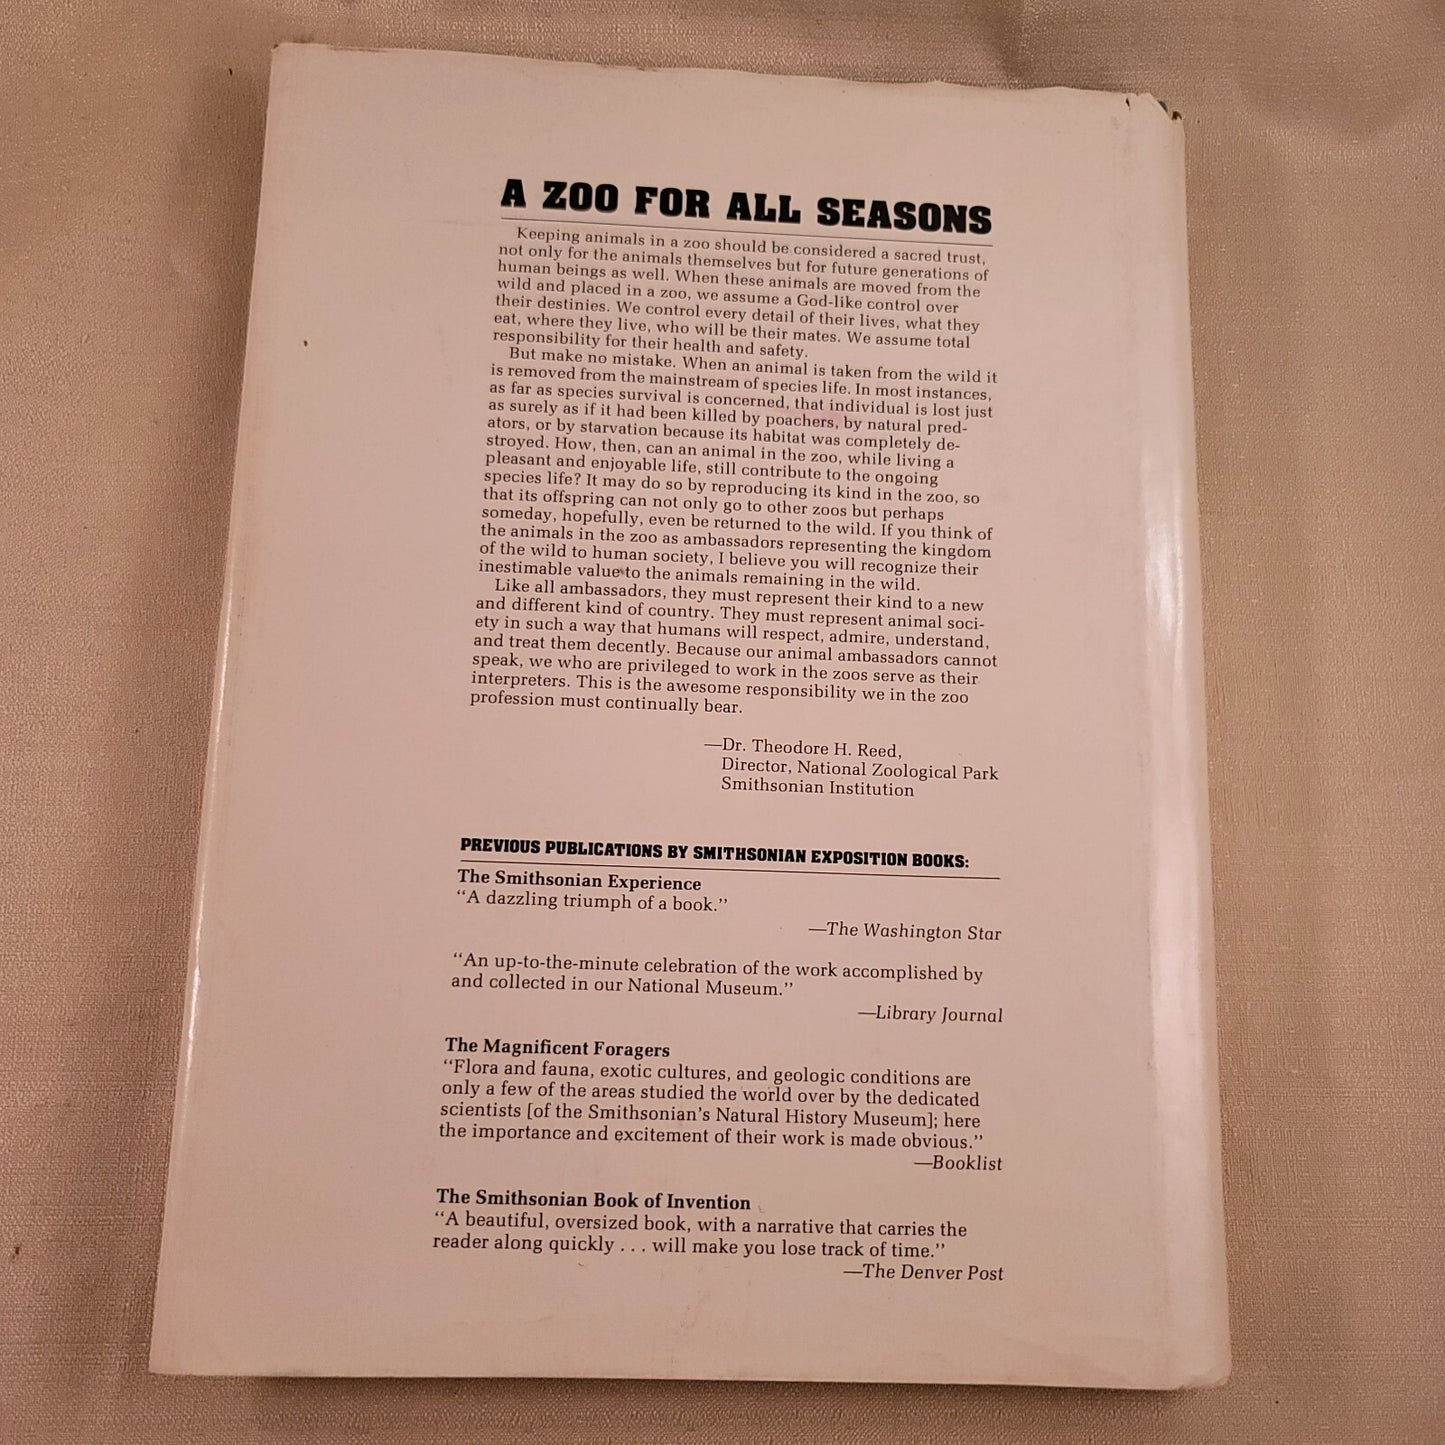 A ZOO FOR ALL SEASONS
Keeping animals in a zoo should be considered a sacred trust,
not only for the animals themselves but for future generations of
human beings as well. When these animals are moved from the
wild and placed in a zoo, we assume a God-like control over
their destinies. We control every detail of their lives, what they
eat, where they live, who will be their mates. We assume total
responsibility for their health and safety.
But make no mistake. When an animal is taken from the wild it
is removed from the mainstream of species life. In most instances,
as far as species survival is concerned, that individual is lost just
as surely as if it had been killed by poachers, by natural pred-
ators, or by starvation because its habitat was completely de-
stroyed. How, then, can an animal in the zoo, while living a
pleasant and enjoyable life, still contribute to the ongoing
species life? It may do so by reproducing its kind in the zoo, so
that its offspring can not only go to other zoos but perhaps
someday, hopefully, even be returned to the wild. If you think of
the animals in the zoo as ambassadors representing the kingdom
of the wild to human society, I believe you will recognize their
inestimable value to the animals remaining in the wild.
Like all ambassadors, they must represent their kind to a new
and different kind of country. They must represent animal soci-
ety in such a way that humans will respect, admire, understand,
and treat them decently. Because our animal ambassadors cannot
speak, we who are privileged to work in the zoos serve as their
interpreters. This is the awesome responsibility we in the zoo
profession must continually bear.
—Dr. Theodore H. Reed,
Director, National Zoological Park
Smithsonian Institution
PREVIOUS PUBLICATIONS BY SMITHSONIAN EXPOSITION BOOKS:
The Smithsonian Experience
“A dazzling triumph of a book.”
—The Washington Star
“An up-to-the-minute celebration of the work accomplished by
and collected in our National Museum.”
—Library Journal
The Magnificent Foragers
“Flora and fauna, exotic cultures, and geologic conditions are
only a few of the areas studied the world over by the dedicated
scientists [of the Smithsonian’s Natural History Museum]; here
the importance and excitement of their work is made obvious.”
—Booklist
The Smithsonian Book of Invention
“A beautiful, oversized book, with a narrative that carries the
reader along quickly . . . will make you lose track of time.”
—The Denver Post